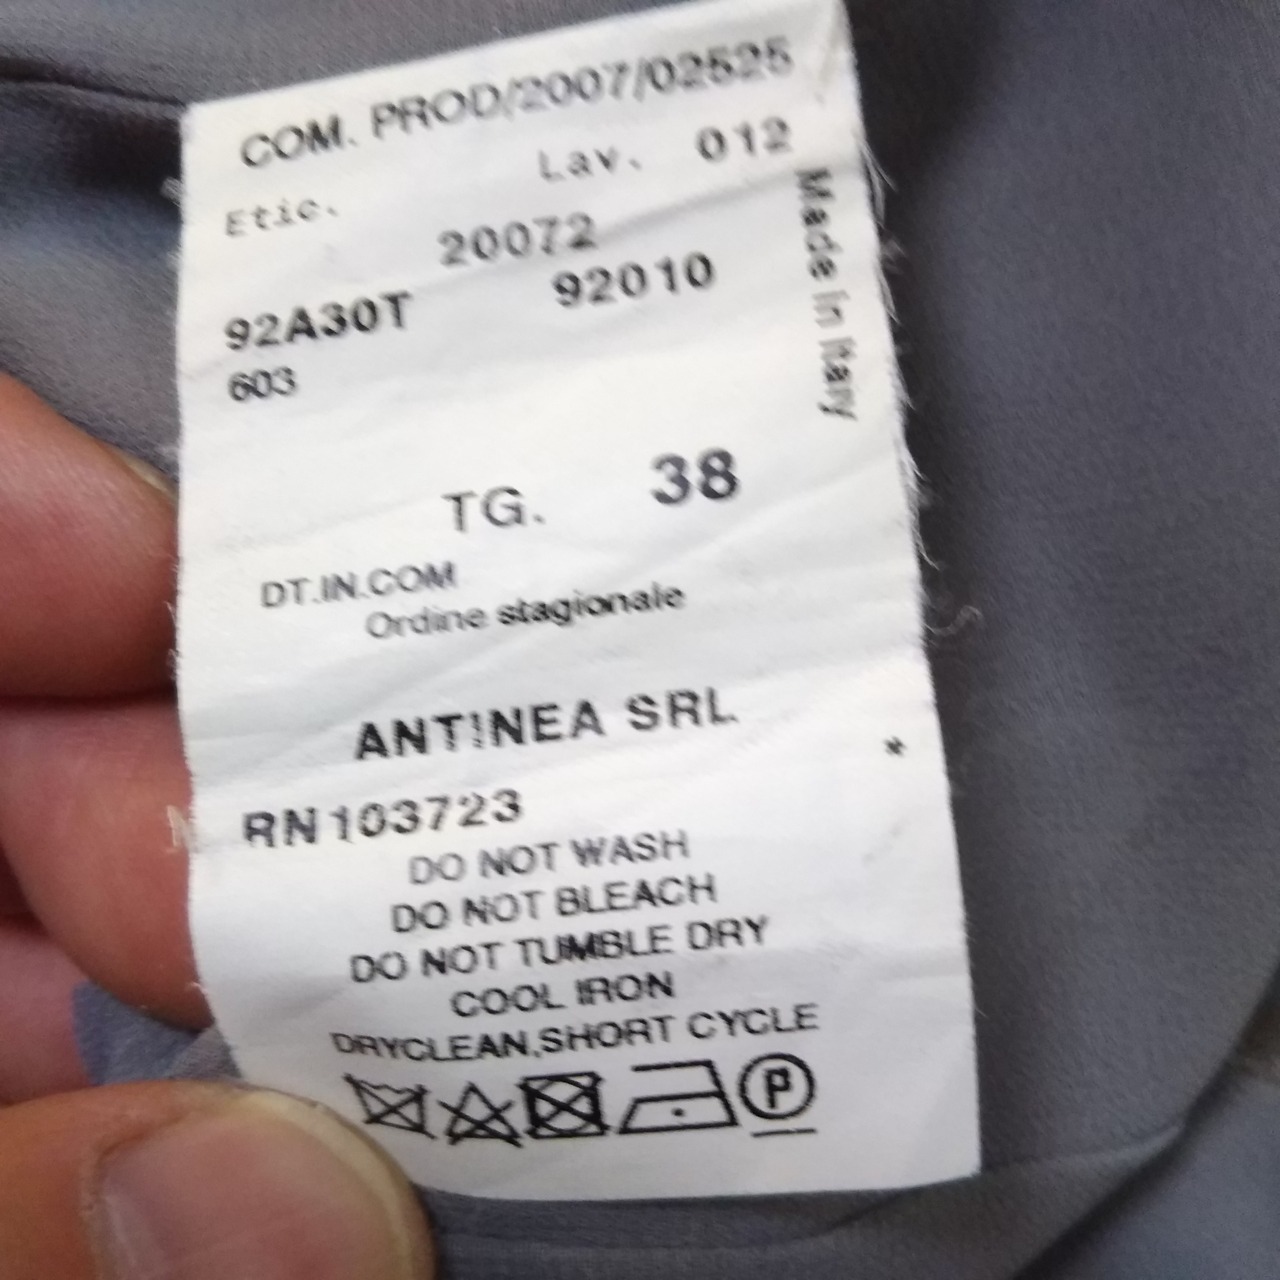 COM. PROD/2007/02525
Lav. 012
Etic.
20072
92A30T 92010
603
Made in Italy
TG. 38
DT.IN.COM
Ordine stagionale
ANTINEA SRL
*
RN 103723
DO NOT WASH
DO NOT BLEACH
DO NOT TUMBLE DRY
COOL IRON
DRYCLEAN,SHORT CYCLE
P